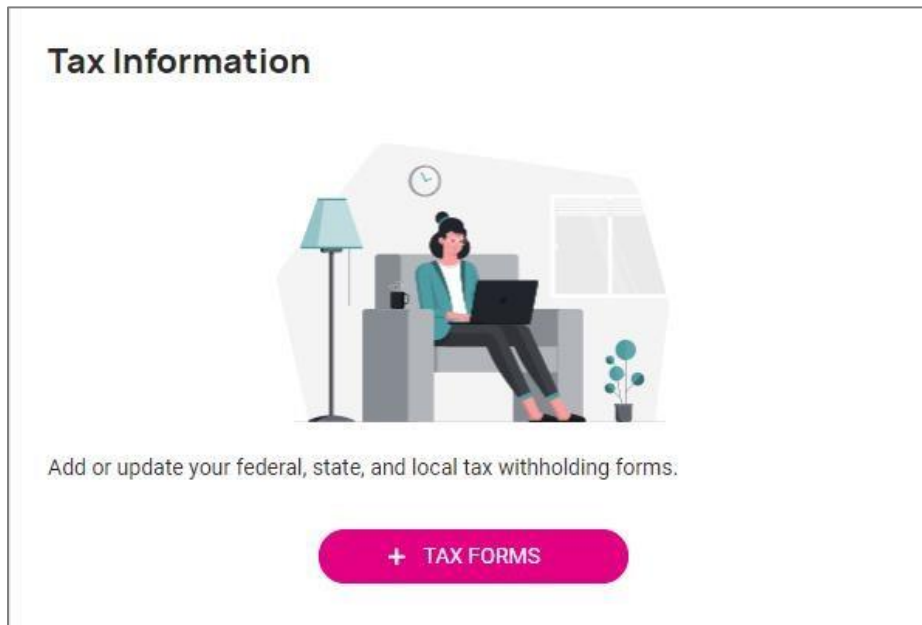 Tax Information
Add or update your federal, state, and local tax withholding forms.
+ TAX FORMS